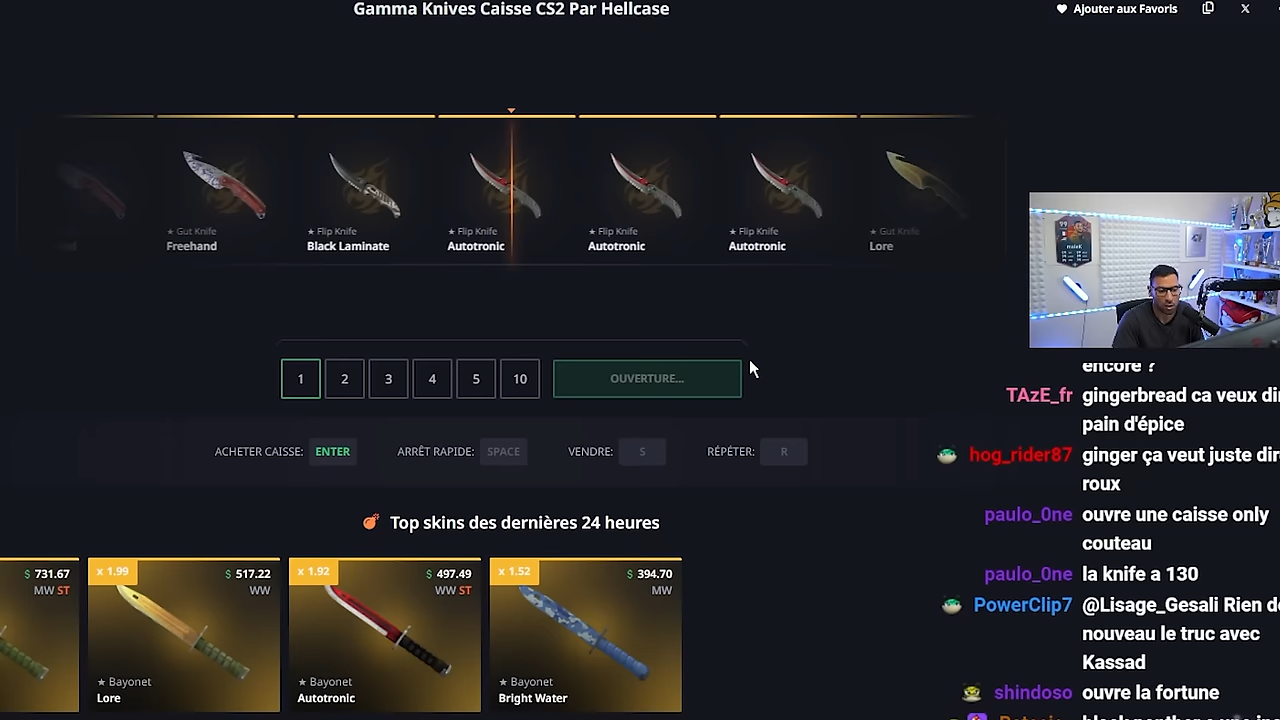 Gamma Knives Caisse CS2 Par Hellcase
Ajouter aux Favoris
★ Gut Knife
Freehand
★ Flip Knife
Black Laminate
★ Flip Knife
Autotronic
★ Flip Knife
Autotronic
★ Flip Knife
Autotronic
★ Gut Knife
Lore
1 2 3 4 5 10 OUVERTURE...
ACHETER CAISSE: ENTER ARRÊT RAPIDE: SPACE VENDRE: S RÉPÉTER: R
Top skins des dernières 24 heures
$ 731.67
MW ST
x 1.99 $ 517.22
WW
★ Bayonet
Lore
x 1.92 $ 497.49
WW ST
★ Bayonet
Autotronic
x 1.52 $ 394.70
MW
★ Bayonet
Bright Water
encore ?
TAzE_fr gingerbread ca veux di
pain d'épice
hog_rider87 ginger ça veut juste dir
roux
paulo_0ne ouvre une caisse only
couteau
paulo_0ne la knife a 130
PowerClip7 @Lisage_Gesali Rien d
nouveau le truc avec
Kassad
shindoso ouvre la fortune